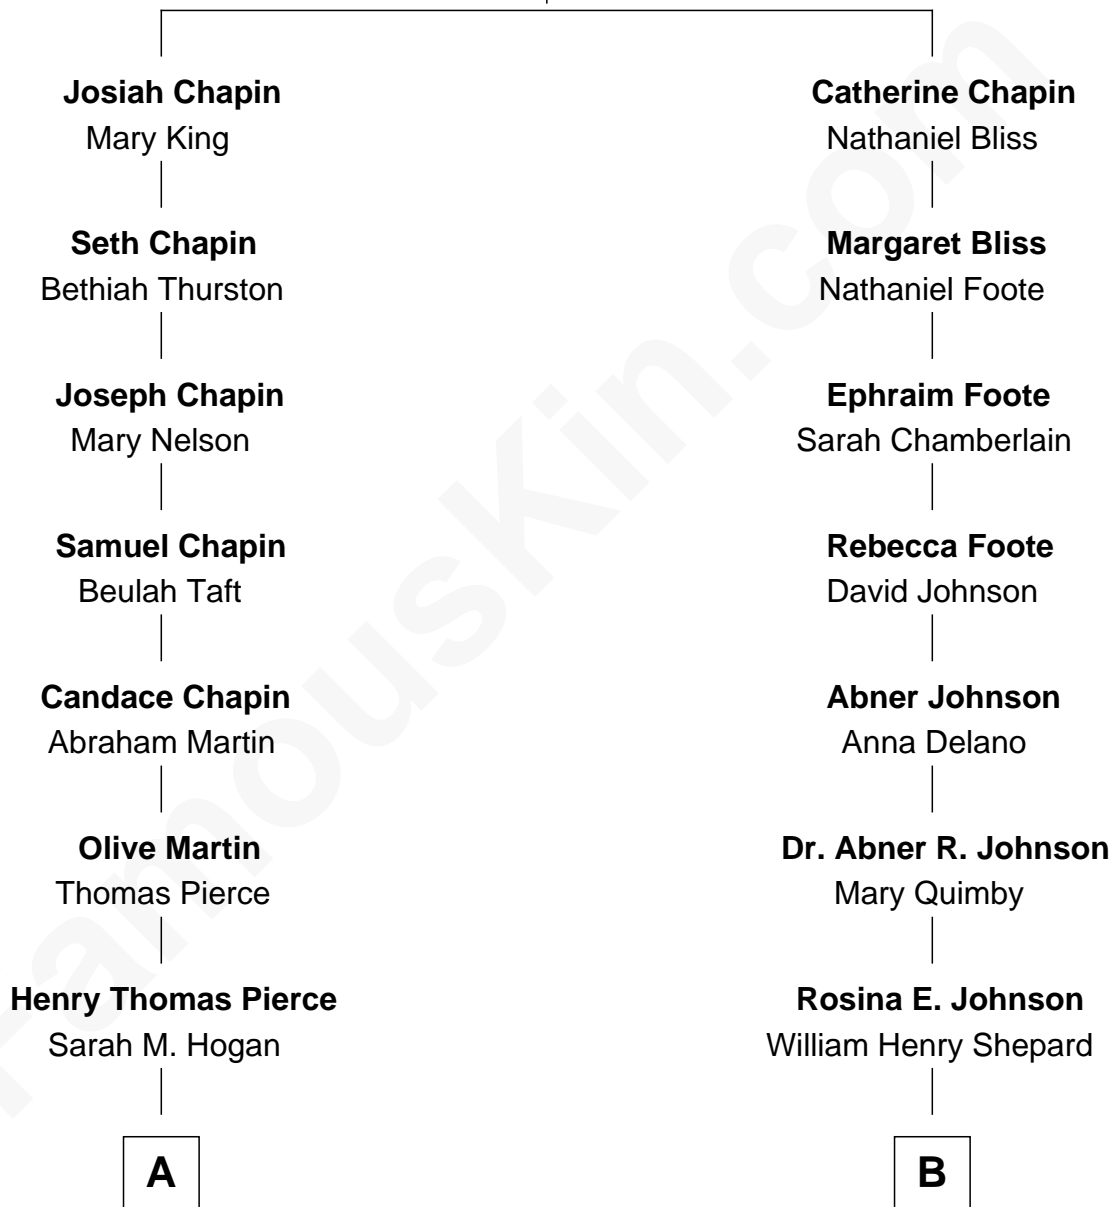 Josiah Chapin
Mary King
Seth Chapin
Bethiah Thurston
Joseph Chapin
Mary Nelson
Samuel Chapin
Beulah Taft
Candace Chapin
Abraham Martin
Olive Martin
Thomas Pierce
Henry Thomas Pierce
Sarah M. Hogan
A
Catherine Chapin
Nathaniel Bliss
Margaret Bliss
Nathaniel Foote
Ephraim Foote
Sarah Chamberlain
Rebecca Foote
David Johnson
Abner Johnson
Anna Delano
Dr. Abner R. Johnson
Mary Quimby
Rosina E. Johnson
William Henry Shepard
B
FamousKin.com